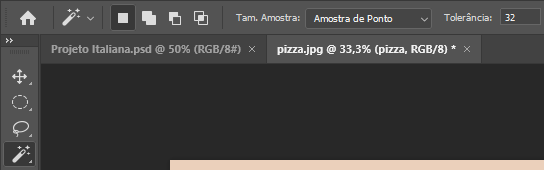 Tam. Amostra: Amostra de Ponto Tolerância: 32
Projeto Italiana.psd @ 50% (RGB/8#) × pizza.jpg @ 33,3% (pizza, RGB/8) * ×